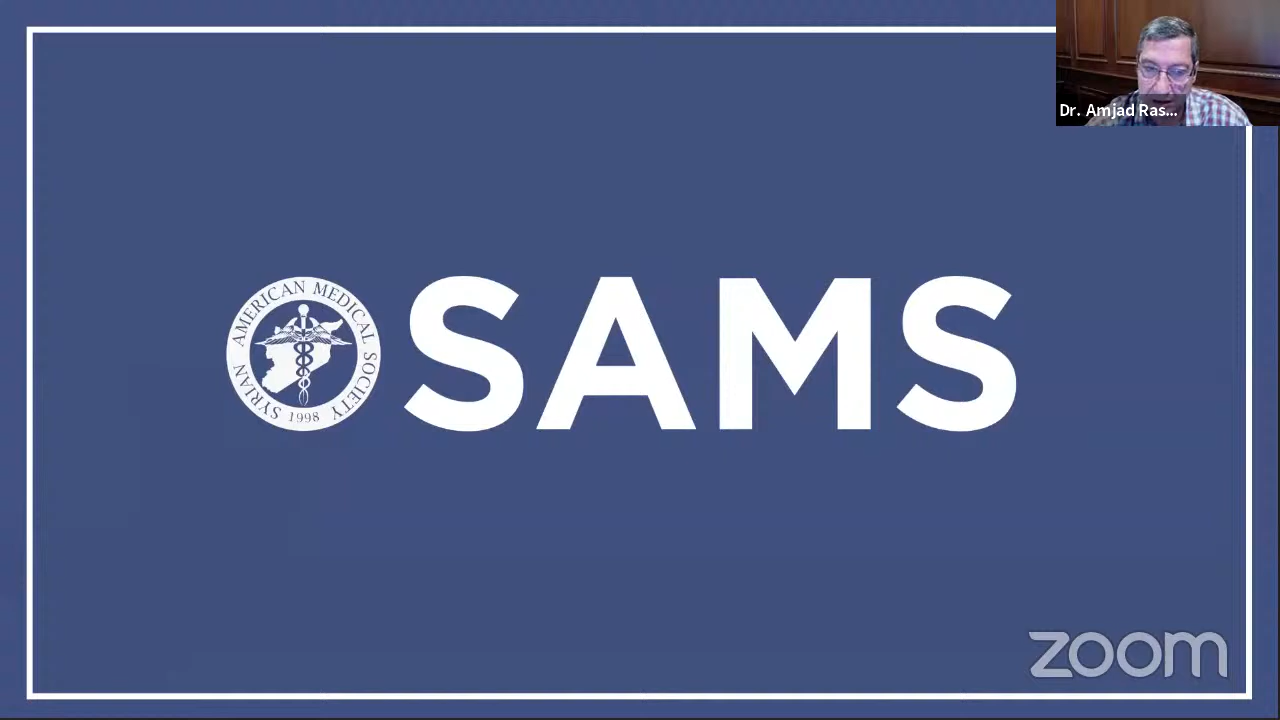 Dr. Amjad Ras...
SYRIAN AMERICAN MEDICAL SOCIETY
1998
SAMS
zoom